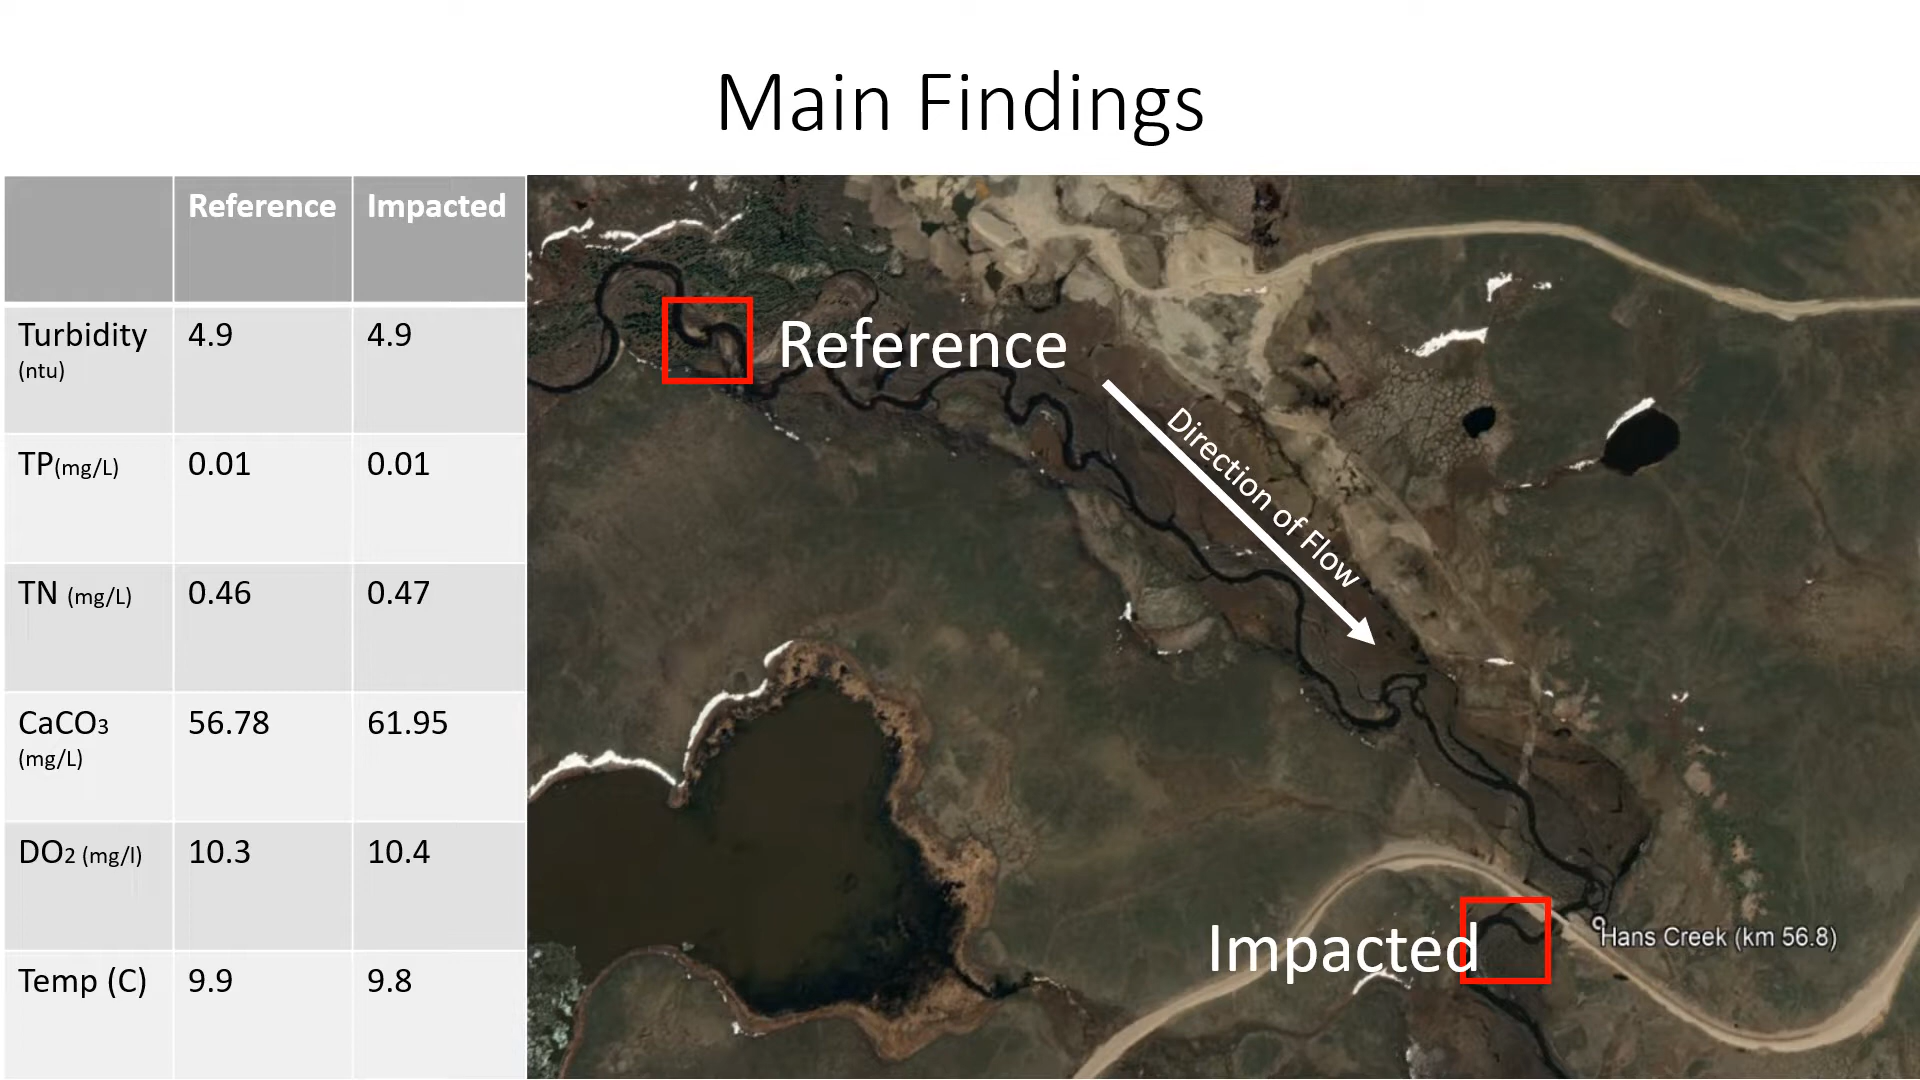 Main Findings
Reference Impacted
Turbidity 4.9 4.9
(ntu)
TP(mg/L) 0.01 0.01
TN (mg/L) 0.46 0.47
CaCO3 56.78 61.95
(mg/L)
DO2 (mg/l) 10.3 10.4
Temp (C) 9.9 9.8
Reference
Direction of Flow
Impacted
Hans Creek (km 56.8)